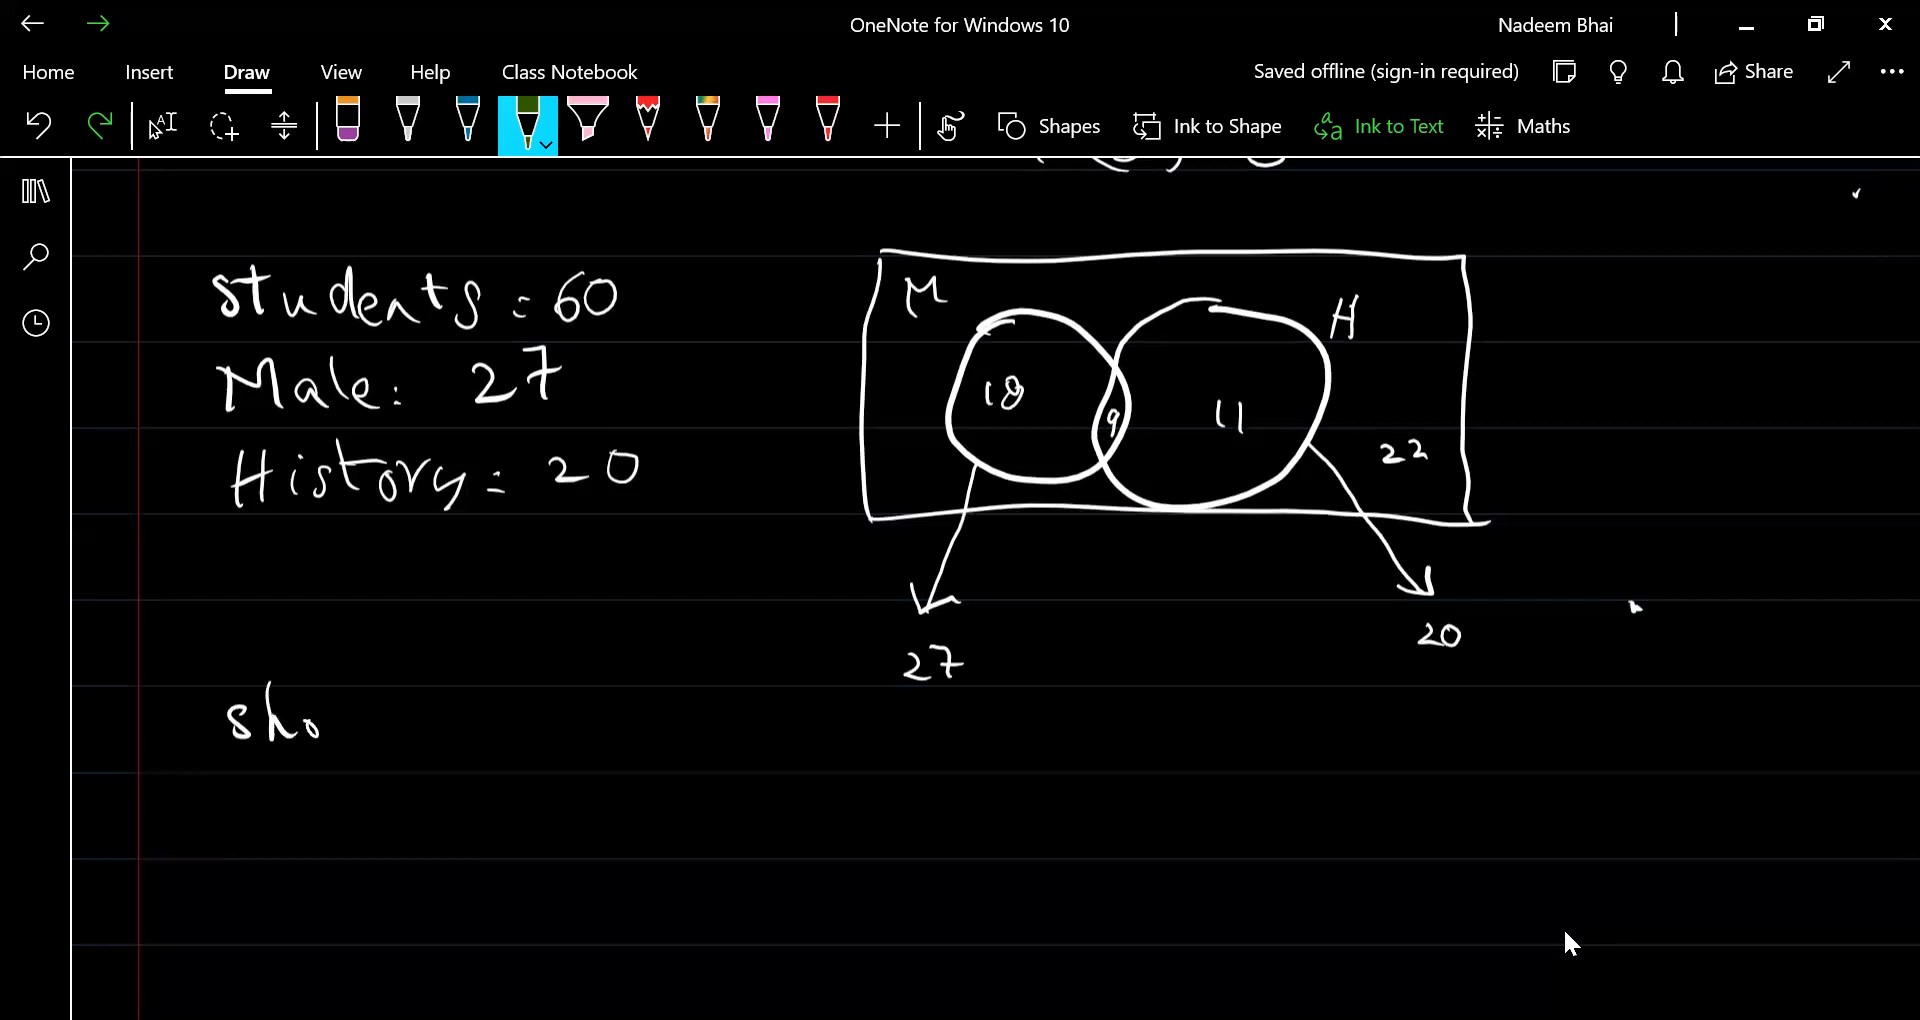 OneNote for Windows 10
Nadeem Bhai
Home Insert Draw View Help Class Notebook
Saved offline (sign-in required) Share
Shapes Ink to Shape Ink to Text Maths
students = 60
Male: 27
History = 20
M
H
18
9
11
22
27
20
sho